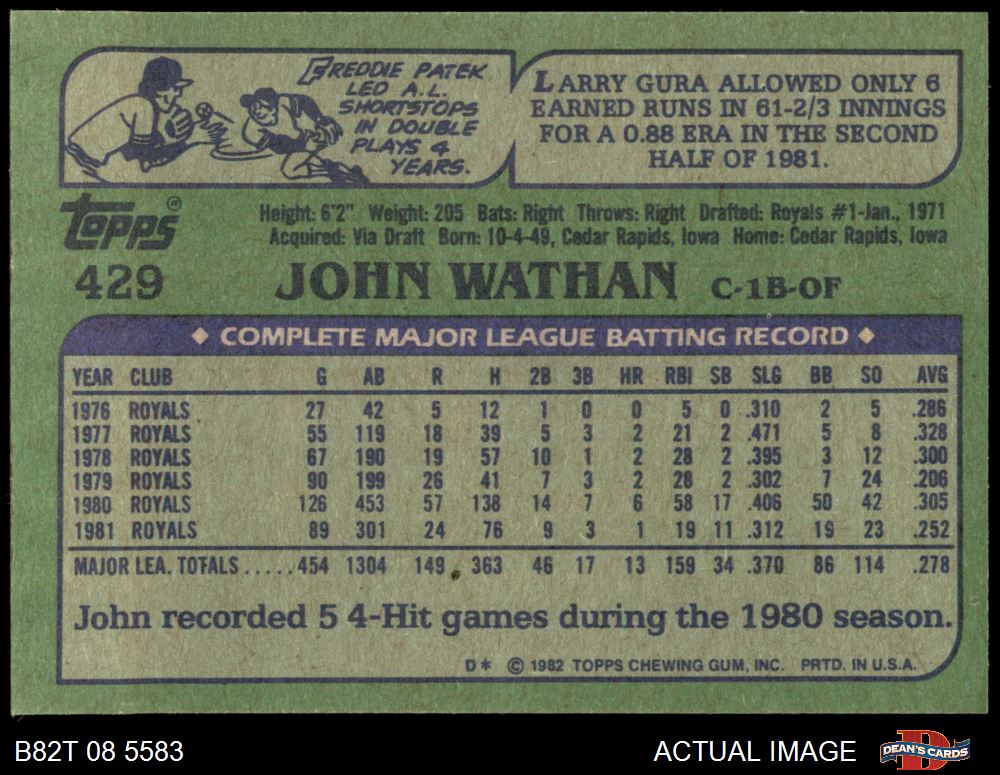 FREDDIE PATEK
LED A.L.
SHORTSTOPS
IN DOUBLE
PLAYS 4
YEARS.
LARRY GURA ALLOWED ONLY 6
EARNED RUNS IN 61-2/3 INNINGS
FOR A 0.88 ERA IN THE SECOND
HALF OF 1981.
TOPPS®
429
Height: 6'2" Weight: 205 Bats: Right Throws: Right Drafted: Royals #1-Jan., 1971
Acquired: Via Draft Born: 10-4-49, Cedar Rapids, Iowa Home: Cedar Rapids, Iowa
JOHN WATHAN C-1B-OF
◆ COMPLETE MAJOR LEAGUE BATTING RECORD ◆
YEAR CLUB G AB R H 2B 3B HR RBI SB SLG BB SO AVG
1976 ROYALS 27 42 5 12 1 0 0 5 0 .310 2 5 .286
1977 ROYALS 55 119 18 39 5 3 2 21 2 .471 5 8 .328
1978 ROYALS 67 190 19 57 10 1 2 28 2 .395 3 12 .300
1979 ROYALS 90 199 26 41 7 3 2 28 2 .302 7 24 .206
1980 ROYALS 126 453 57 138 14 7 6 58 17 .406 50 42 .305
1981 ROYALS 89 301 24 76 9 3 1 19 11 .312 19 23 .252
MAJOR LEA. TOTALS.....454 1304 149 363 46 17 13 159 34 .370 86 114 .278
John recorded 5 4-Hit games during the 1980 season.
D* © 1982 TOPPS CHEWING GUM, INC. PRTD. IN U.S.A.
B82T 08 5583 ACTUAL IMAGE DEAN'S CARDS